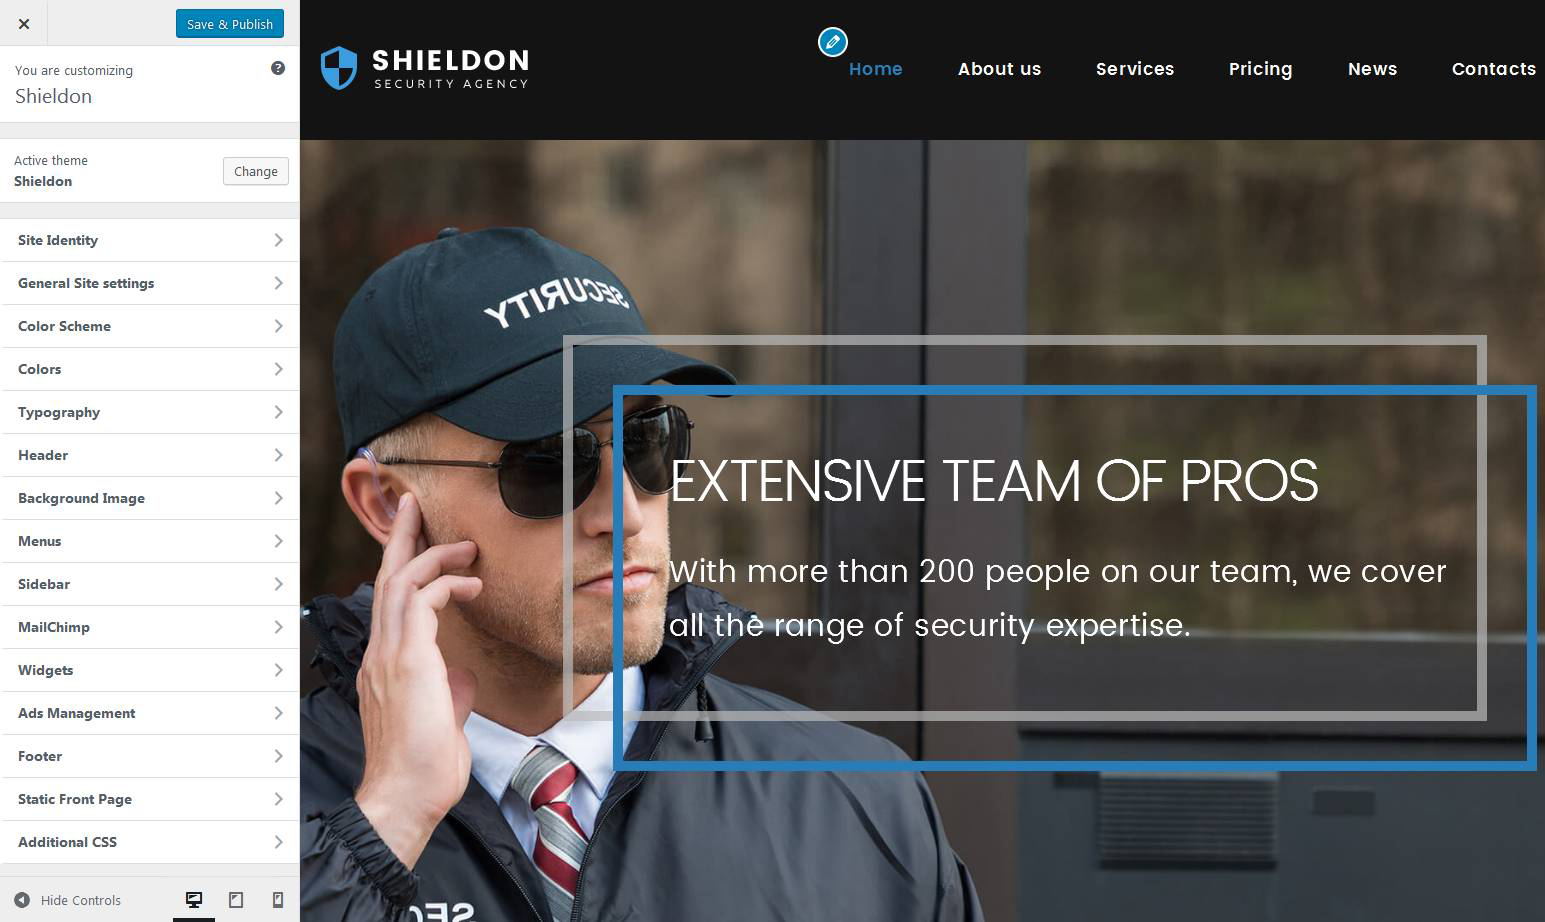 Save & Publish
You are customizing
Shieldon
Active theme
Shieldon
Change
Site Identity
General Site settings
Color Scheme
Colors
Typography
Header
Background Image
Menus
Sidebar
MailChimp
Widgets
Ads Management
Footer
Static Front Page
Additional CSS
Hide Controls
SHIELDON
SECURITY AGENCY
Home About us Services Pricing News Contacts
SECURITY
EXTENSIVE TEAM OF PROS
With more than 200 people on our team, we cover
all the range of security expertise.
SEC